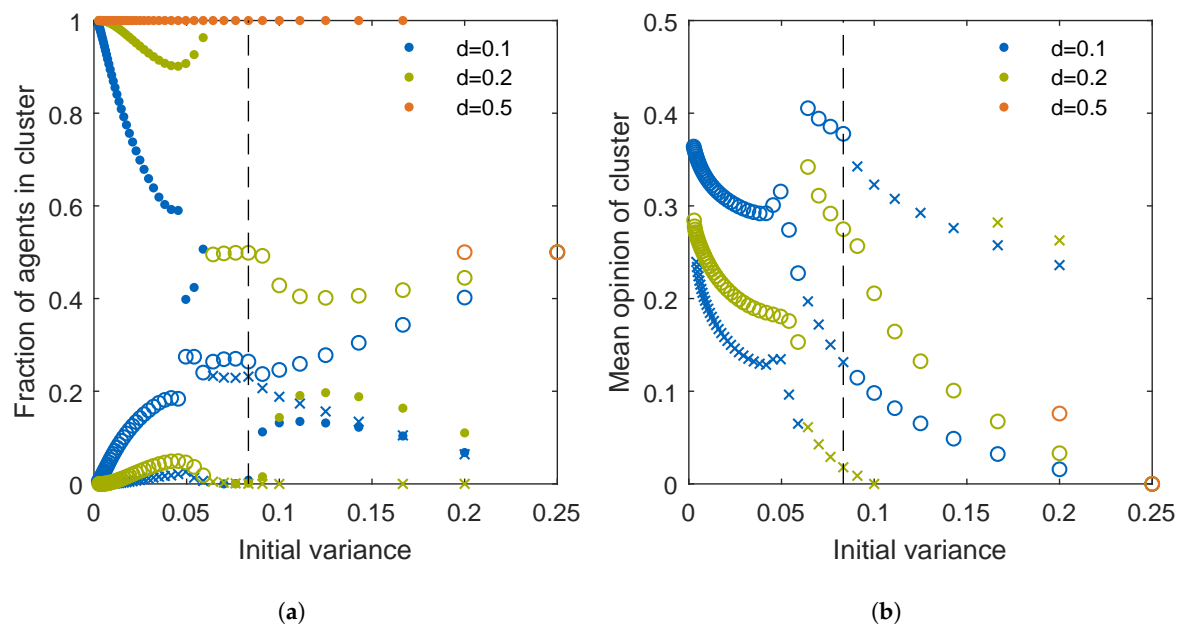 1
0.8
0.6
0.4
0.2
0
0
0.05
0.1
0.15
0.2
0.25
Fraction of agents in cluster
Initial variance
d=0.1
d=0.2
d=0.5
(a)
0.5
0.4
0.3
0.2
0.1
0
0
0.05
0.1
0.15
0.2
0.25
Mean opinion of cluster
Initial variance
d=0.1
d=0.2
d=0.5
(b)